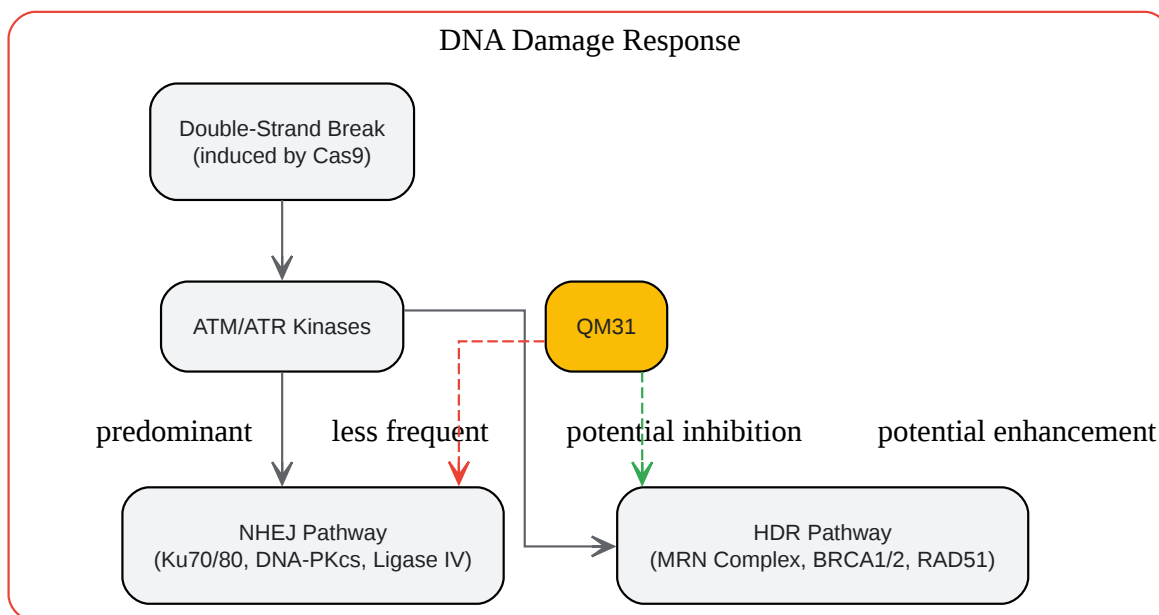 DNA Damage Response
Double-Strand Break
(induced by Cas9)
ATM/ATR Kinases
QM31
predominant
less frequent
potential inhibition
potential enhancement
NHEJ Pathway
(Ku70/80, DNA-PKcs, Ligase IV)
HDR Pathway
(MRN Complex, BRCA1/2, RAD51)